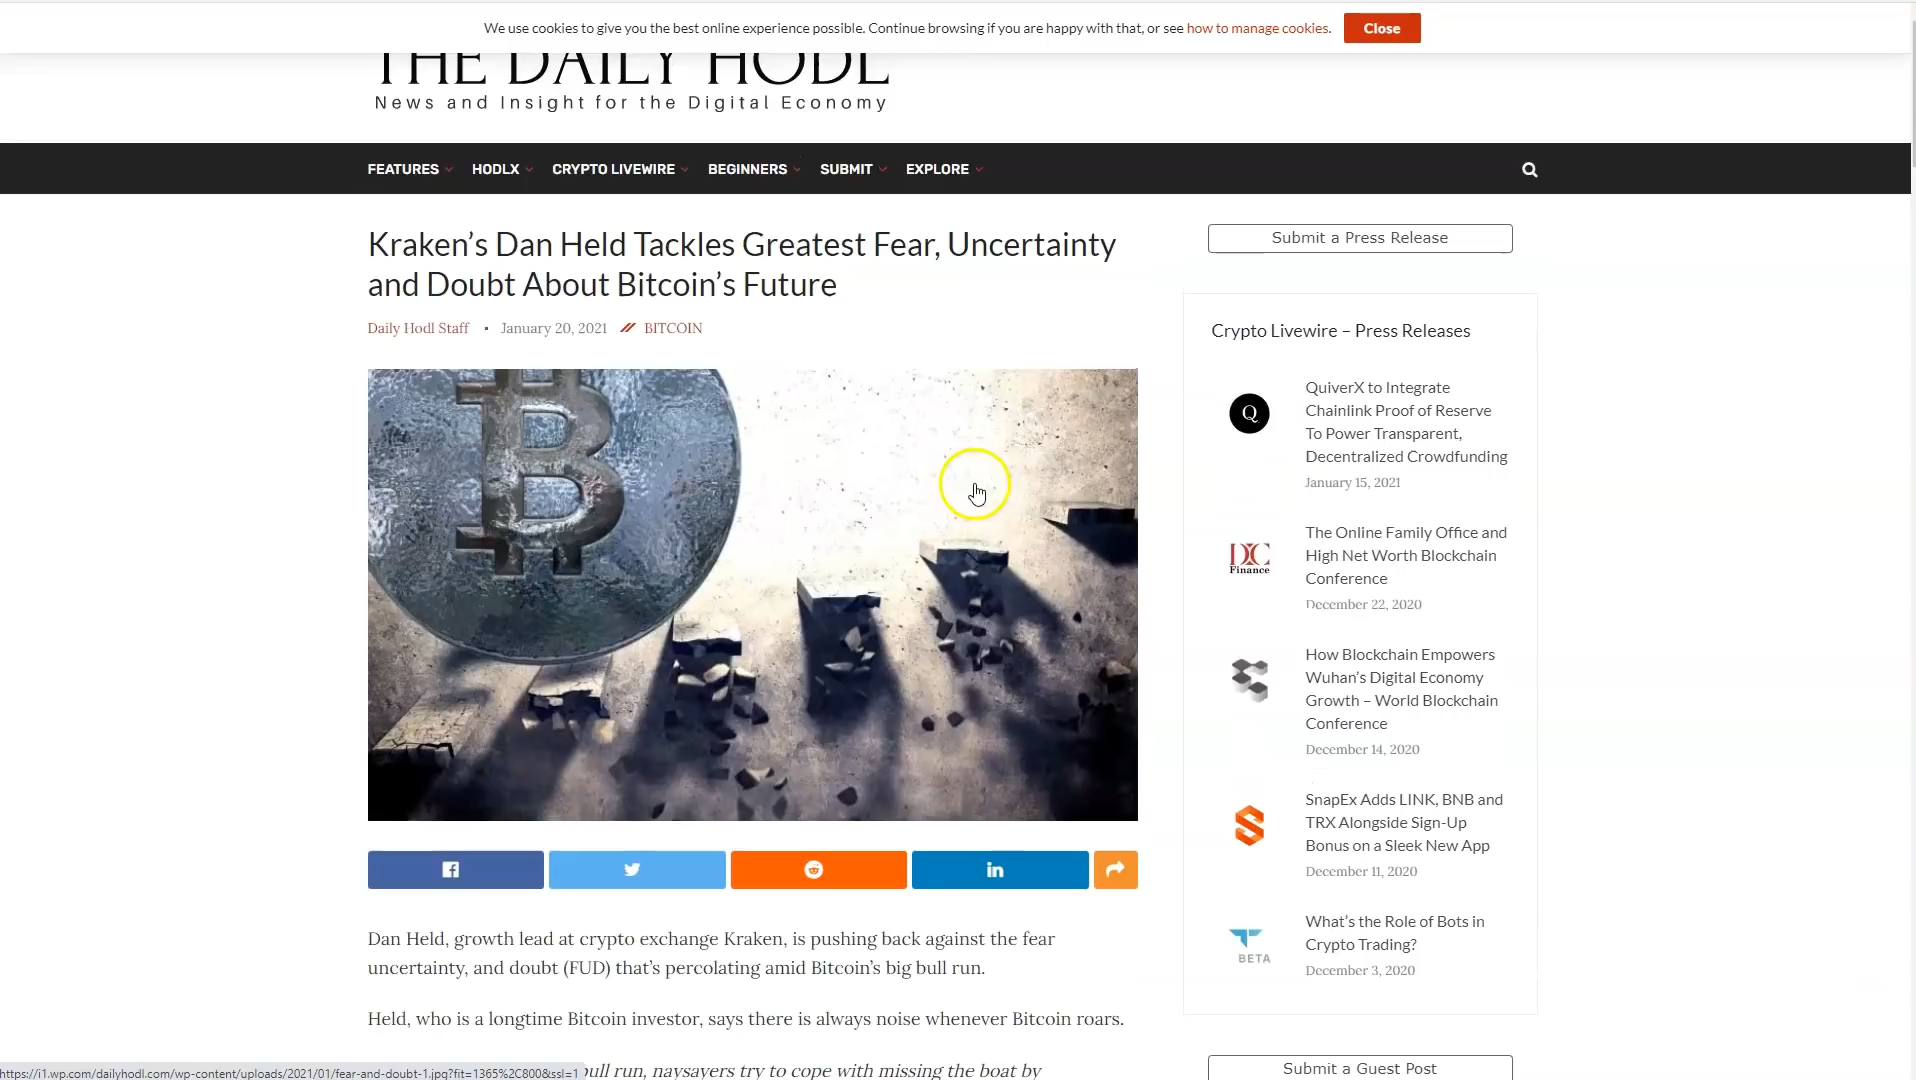 We use cookies to give you the best online experience possible. Continue browsing if you are happy with that, or see how to manage cookies.
Close
THE DAILY HODL
News and Insight for the Digital Economy
FEATURES HODLX CRYPTO LIVEWIRE BEGINNERS SUBMIT EXPLORE
Kraken's Dan Held Tackles Greatest Fear, Uncertainty
and Doubt About Bitcoin's Future
Daily Hodl Staff • January 20, 2021 BITCOIN
Dan Held, growth lead at crypto exchange Kraken, is pushing back against the fear
uncertainty, and doubt (FUD) that's percolating amid Bitcoin's big bull run.
Held, who is a longtime Bitcoin investor, says there is always noise whenever Bitcoin roars.
bull run, naysayers try to cope with missing the boat by
https://i1.wp.com/dailyhodl.com/wp-content/uploads/2021/01/fear-and-doubt-1.jpg?fit=1365%2C800&ssl=1
Submit a Press Release
Crypto Livewire – Press Releases
Q
QuiverX to Integrate
Chainlink Proof of Reserve
To Power Transparent,
Decentralized Crowdfunding
January 15, 2021
DC
Finance
The Online Family Office and
High Net Worth Blockchain
Conference
December 22, 2020
How Blockchain Empowers
Wuhan's Digital Economy
Growth – World Blockchain
Conference
December 14, 2020
SnapEx Adds LINK, BNB and
TRX Alongside Sign-Up
Bonus on a Sleek New App
December 11, 2020
BETA
What's the Role of Bots in
Crypto Trading?
December 3, 2020
Submit a Guest Post